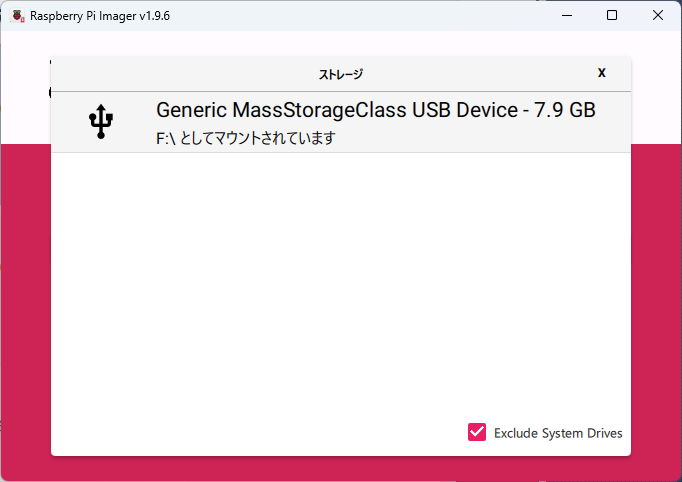 Raspberry Pi Imager v1.9.6
ストレージ
X
Generic MassStorageClass USB Device - 7.9 GB
F:\ としてマウントされています
Exclude System Drives